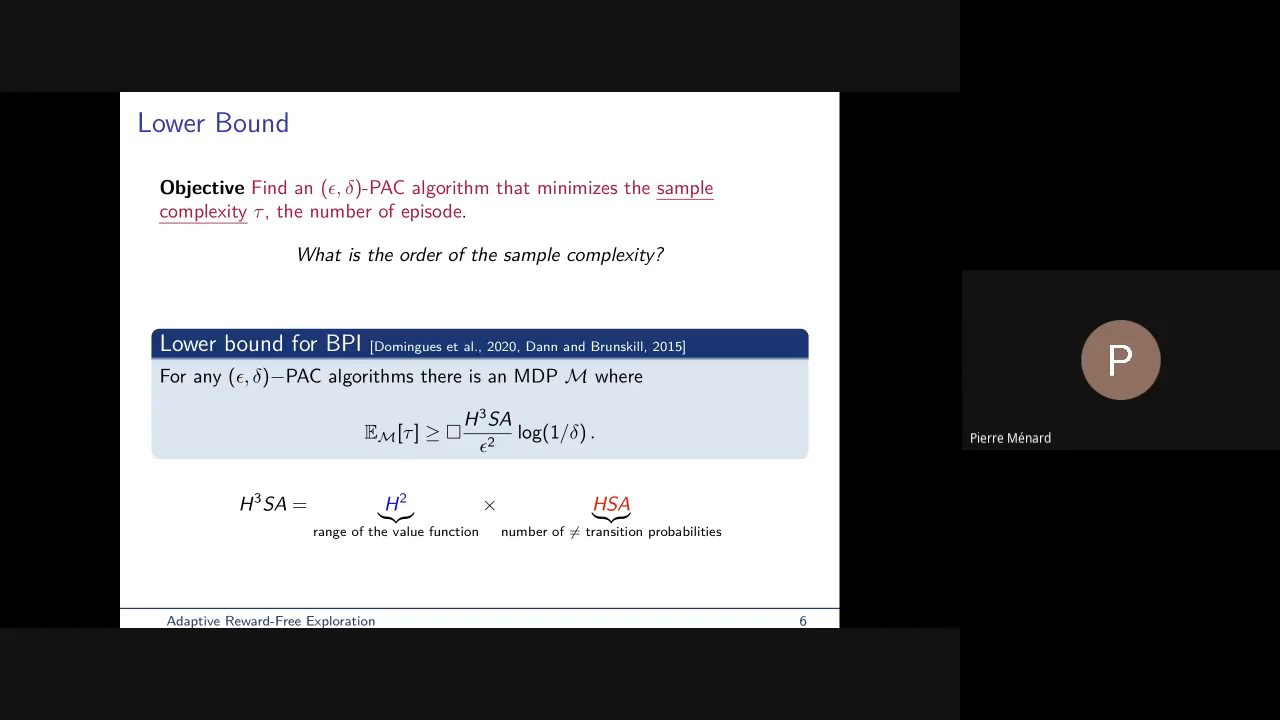 Lower Bound
Objective Find an (ϵ, δ)-PAC algorithm that minimizes the sample
complexity τ, the number of episode.
What is the order of the sample complexity?
Lower bound for BPI [Domingues et al., 2020, Dann and Brunskill, 2015]
For any (ϵ, δ)−PAC algorithms there is an MDP ℳ where
𝔼_ℳ[τ] ≥ □ H³SA/ϵ² log(1/δ).
H³SA = H² × HSA
range of the value function number of ≠ transition probabilities
Adaptive Reward-Free Exploration 6
P
Pierre Ménard